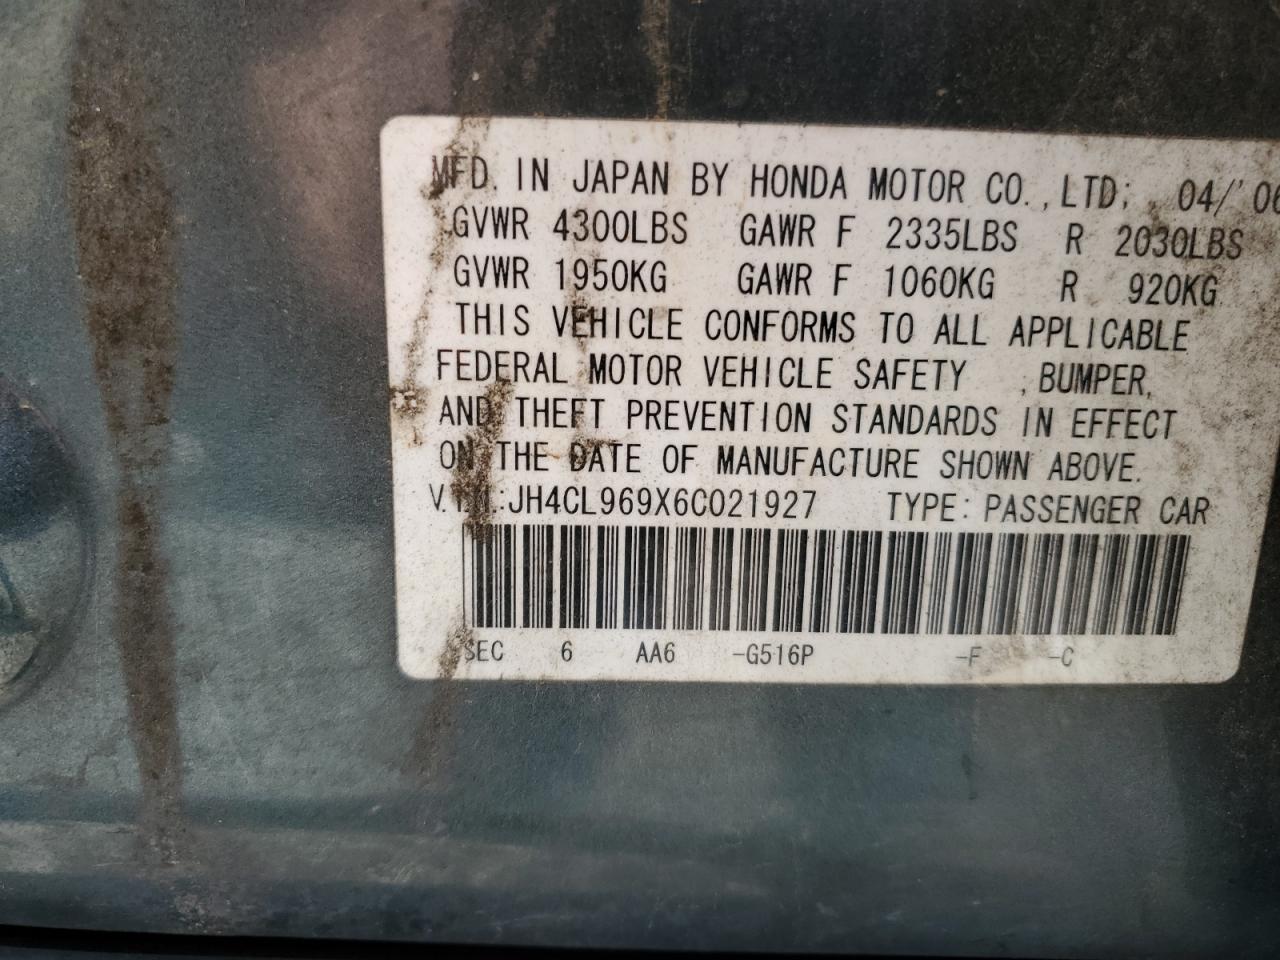 MFD. IN JAPAN BY HONDA MOTOR CO., LTD; 04/'06
GVWR 4300LBS GAWR F 2335LBS R 2030LBS
GVWR 1950KG GAWR F 1060KG R 920KG
THIS VEHICLE CONFORMS TO ALL APPLICABLE
FEDERAL MOTOR VEHICLE SAFETY , BUMPER,
AND THEFT PREVENTION STANDARDS IN EFFECT
ON THE DATE OF MANUFACTURE SHOWN ABOVE.
V.I.N.:JH4CL969X6C021927 TYPE: PASSENGER CAR
SEC 6 AA6 -G516P -F -C